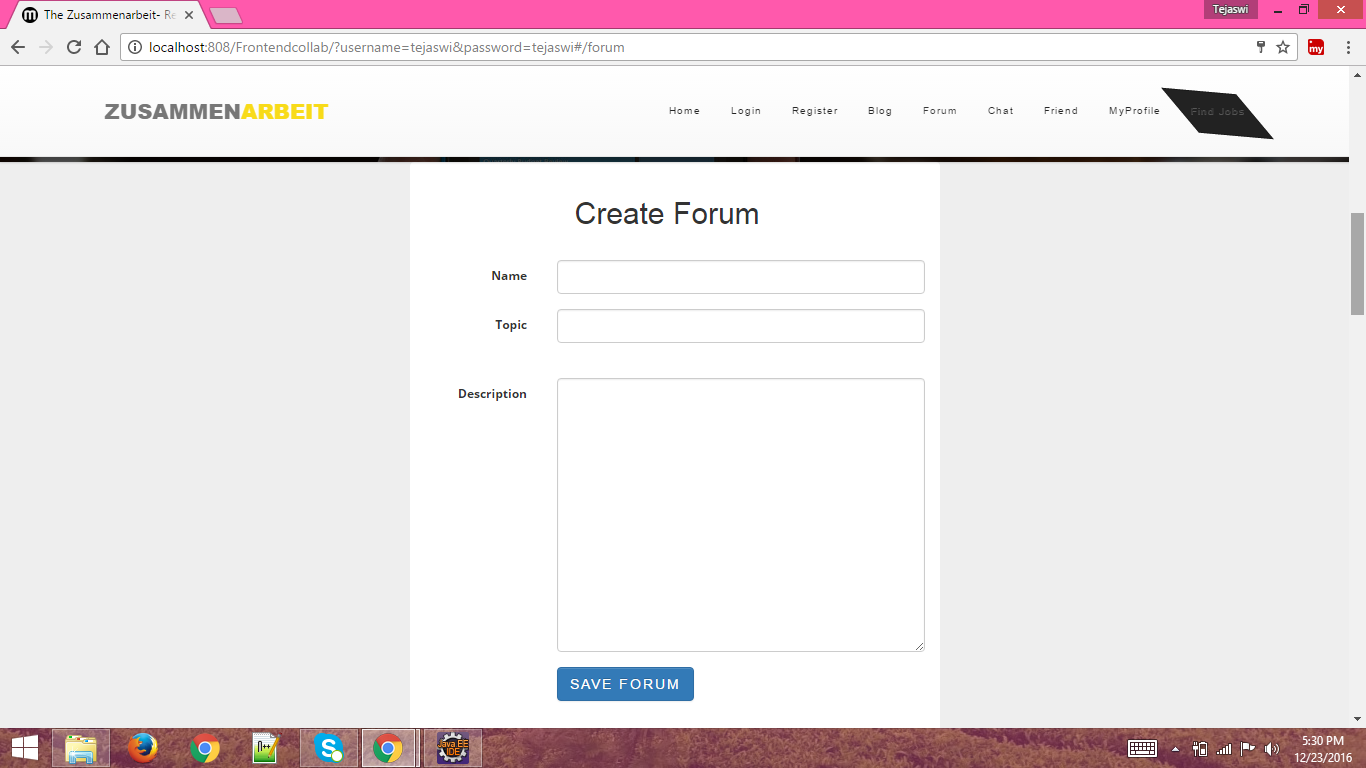 The Zusammenarbeit- Re
Tejaswi
localhost:808/Frontendcollab/?username=tejaswi&password=tejaswi#/forum
my
ZUSAMMENARBEIT
Home Login Register Blog Forum Chat Friend MyProfile Find Jobs
Create Forum
Name
Topic
Description
SAVE FORUM
Java EE
IDE
5:30 PM
12/23/2016